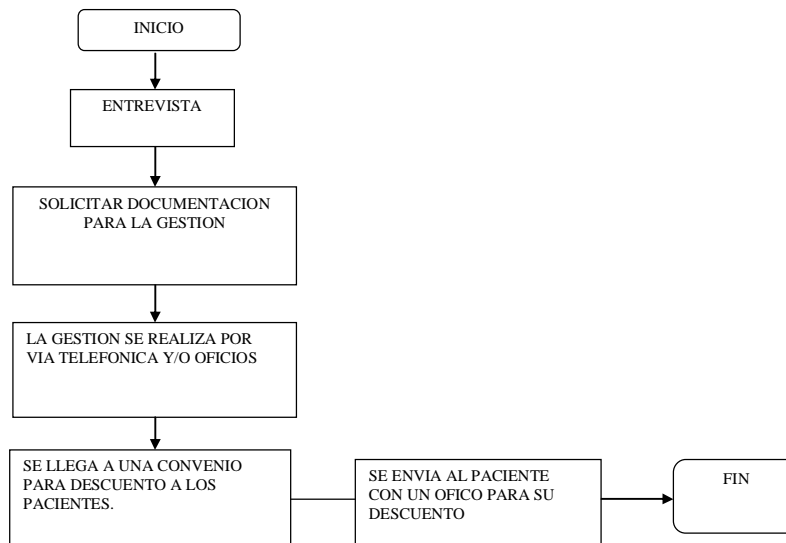 INICIO
ENTREVISTA
SOLICITAR DOCUMENTACION
PARA LA GESTION
LA GESTION SE REALIZA POR
VIA TELEFONICA Y/O OFICIOS
SE LLEGA A UNA CONVENIO
PARA DESCUENTO A LOS
PACIENTES.
SE ENVIA AL PACIENTE
CON UN OFICO PARA SU
DESCUENTO
FIN